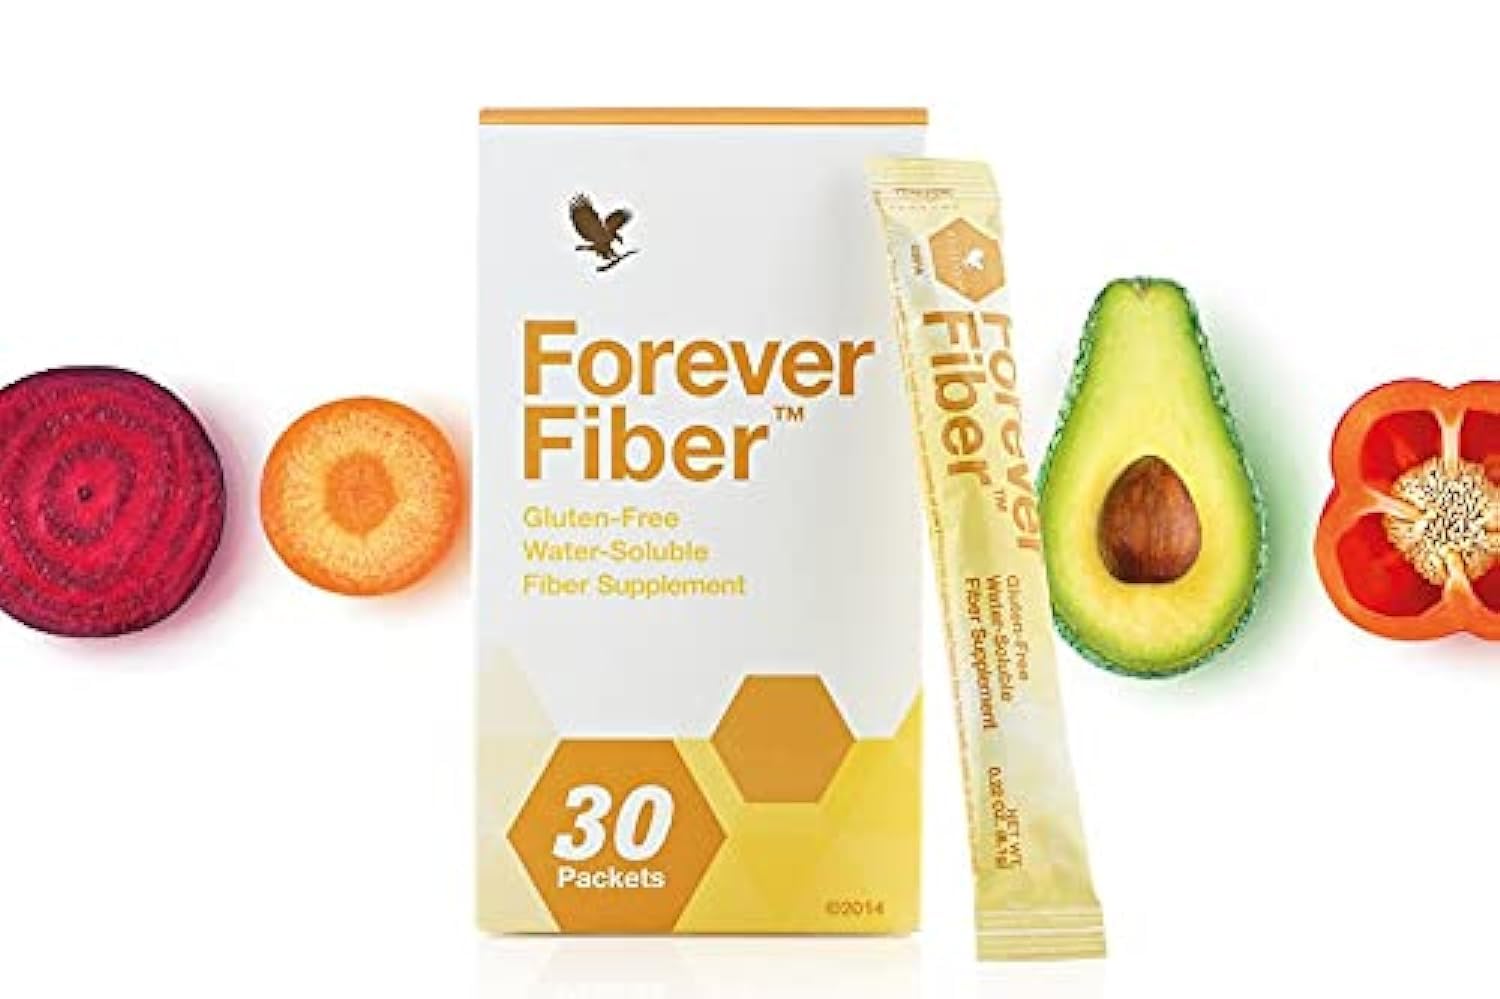 Forever
Fiber™
Gluten-Free
Water-Soluble
Fiber Supplement
30
Packets
©2014
Forever
Fiber™
Gluten-Free
Water-Soluble
Fiber Supplement
NET WT.